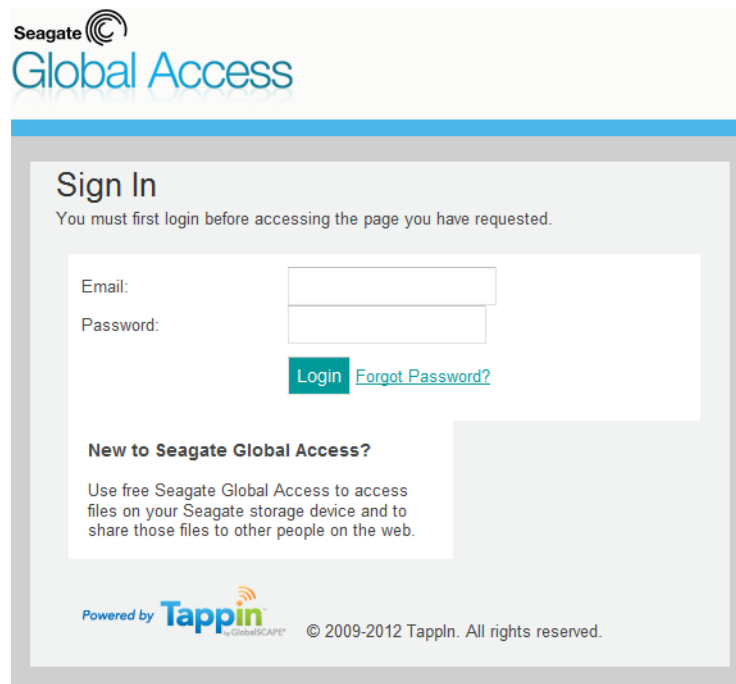 Seagate
Global Access
Sign In
You must first login before accessing the page you have requested.
Email:
Password:
Login Forgot Password?
New to Seagate Global Access?
Use free Seagate Global Access to access
files on your Seagate storage device and to
share those files to other people on the web.
Powered by Tappin™
by GlobalSCAPE®
© 2009-2012 TappIn. All rights reserved.